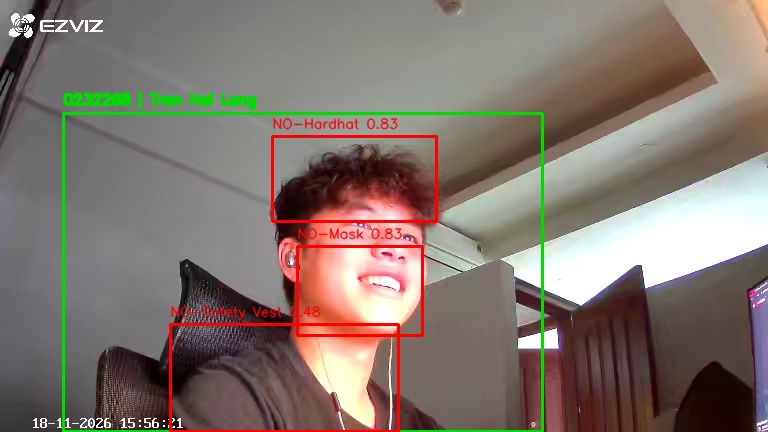 EZVIZ
0232268 | Tran Hai Long
NO-Hardhat 0.83
NO-Mask 0.83
NO-Safety Vest 0.48
18-11-2026 15:56:21